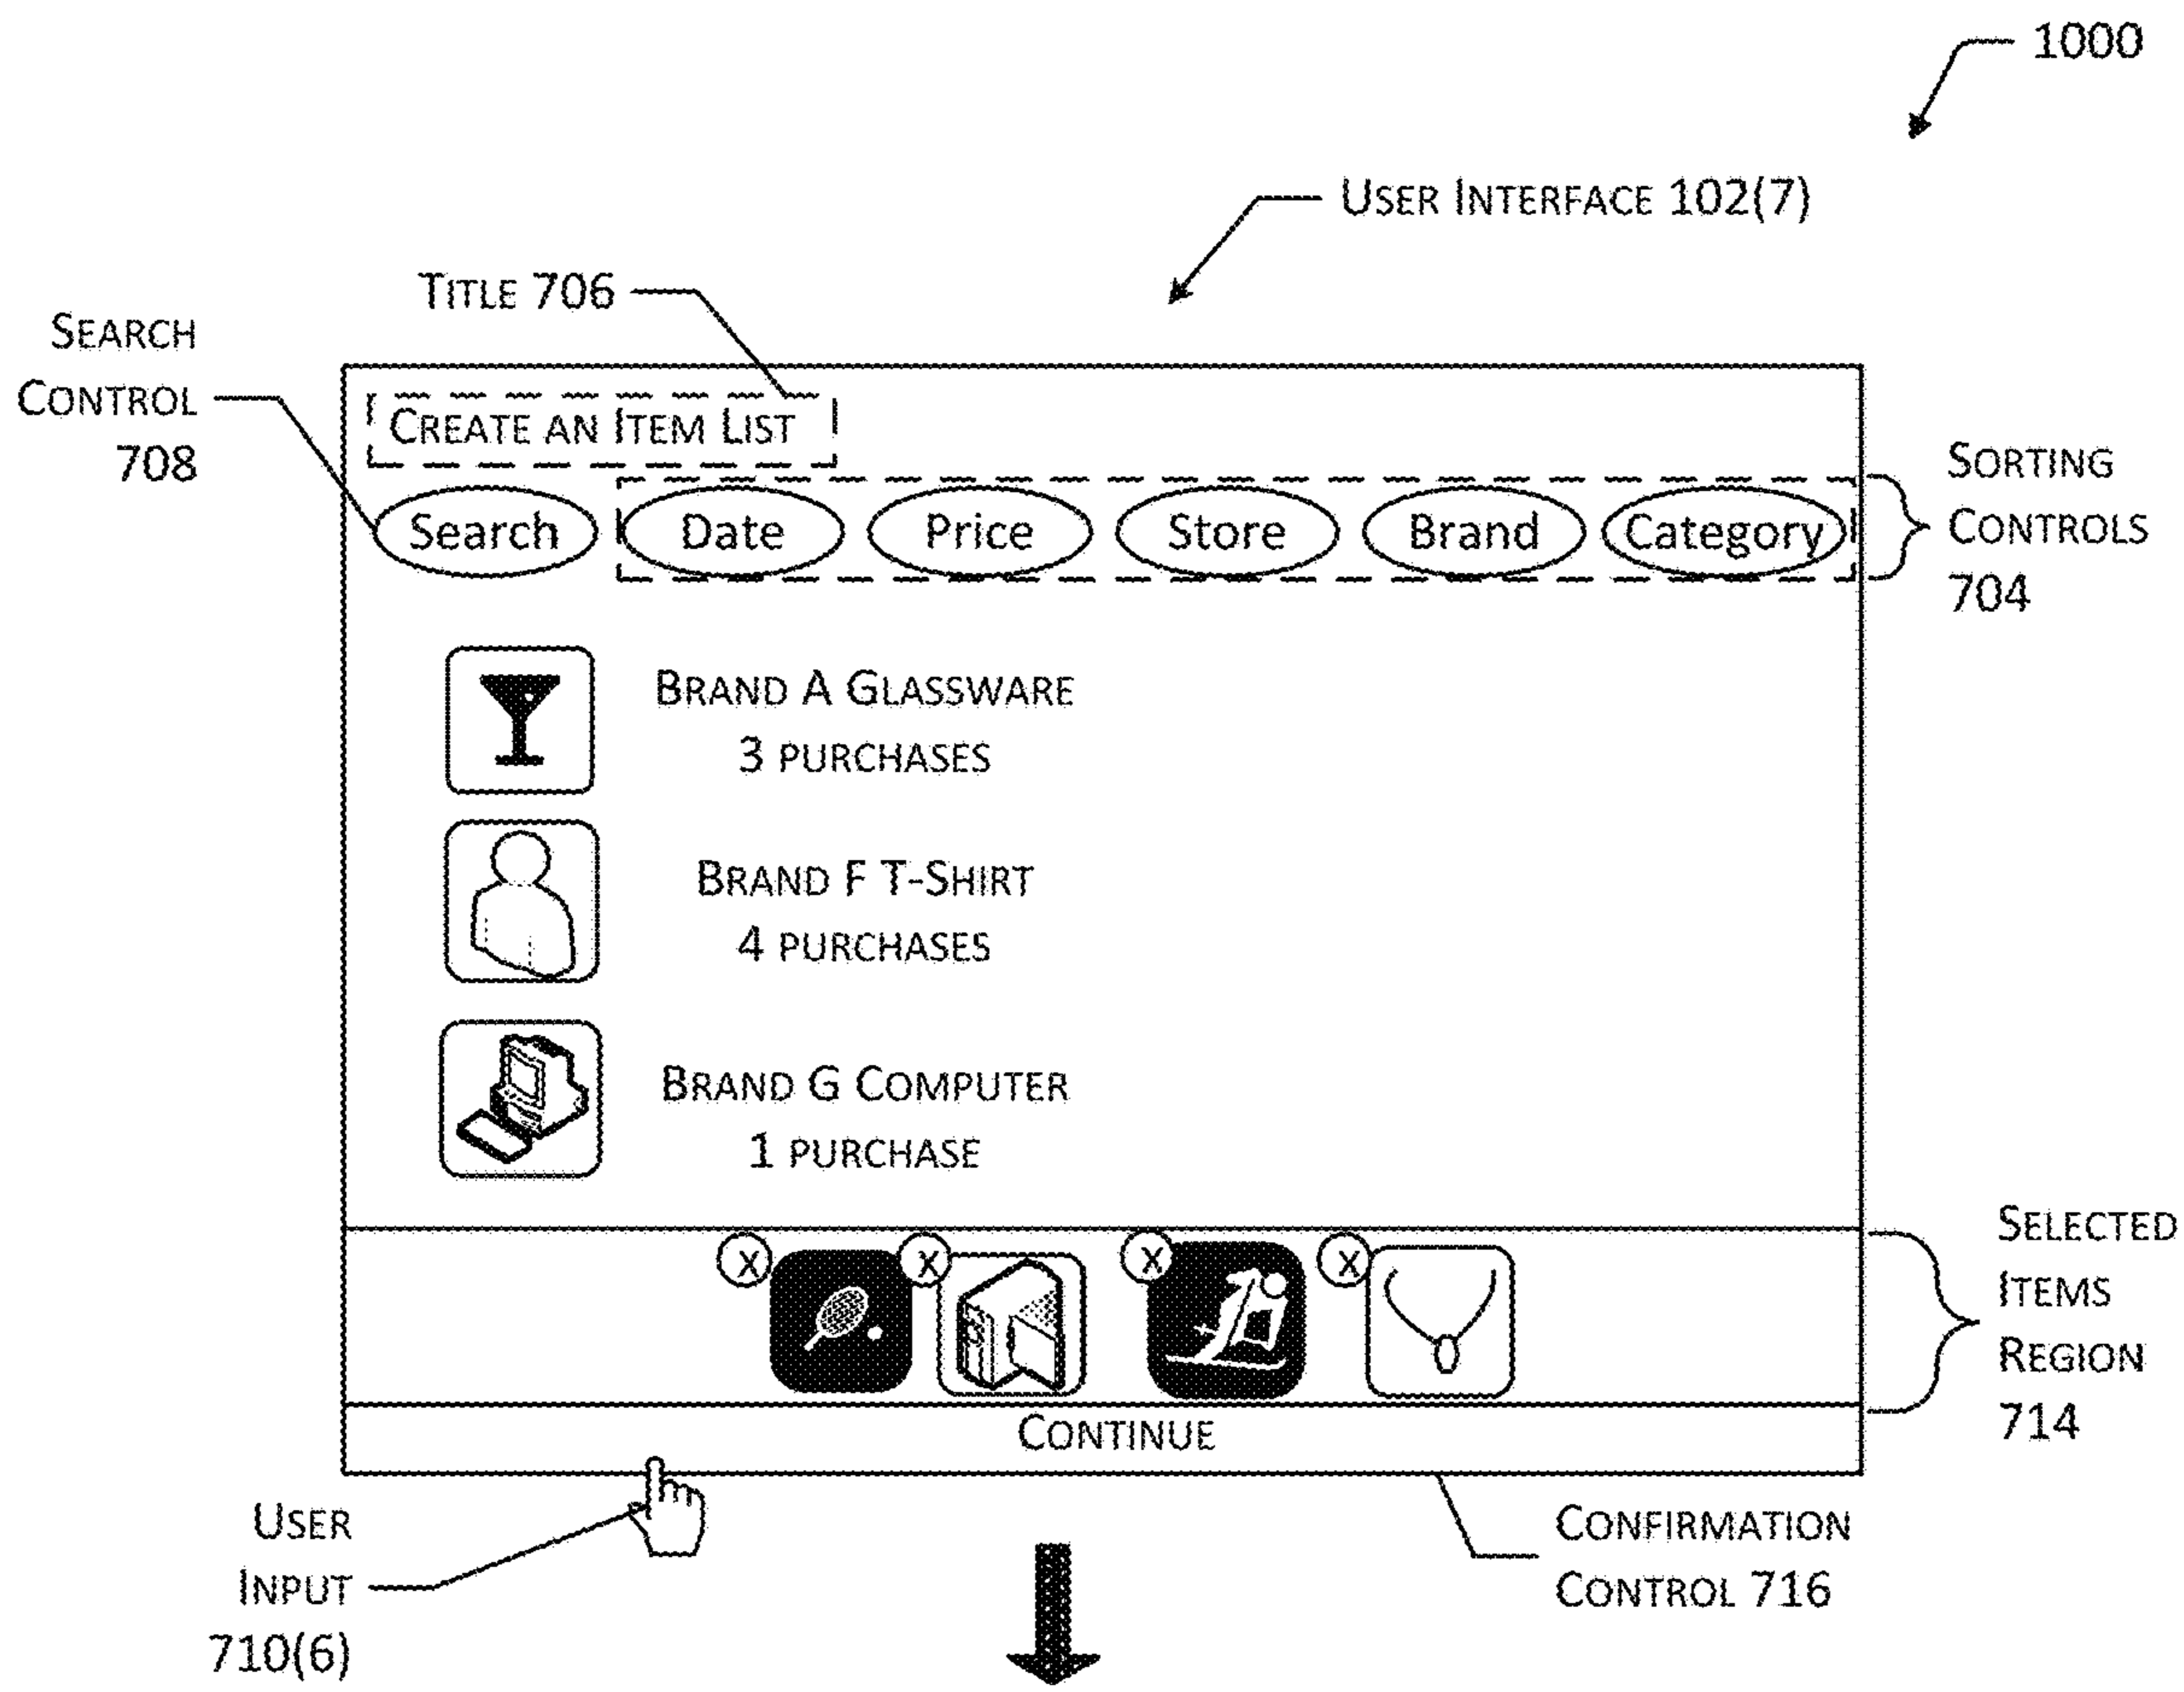 1000
USER INTERFACE 102(7)
TITLE 706
SEARCH
CONTROL
708
CREATE AN ITEM LIST
SORTING
CONTROLS
704
Search Date Price Store Brand Category
BRAND A GLASSWARE
3 PURCHASES
BRAND F T-SHIRT
4 PURCHASES
BRAND G COMPUTER
1 PURCHASE
X X X X
SELECTED
ITEMS
REGION
714
CONTINUE
USER
INPUT
710(6)
CONFIRMATION
CONTROL 716